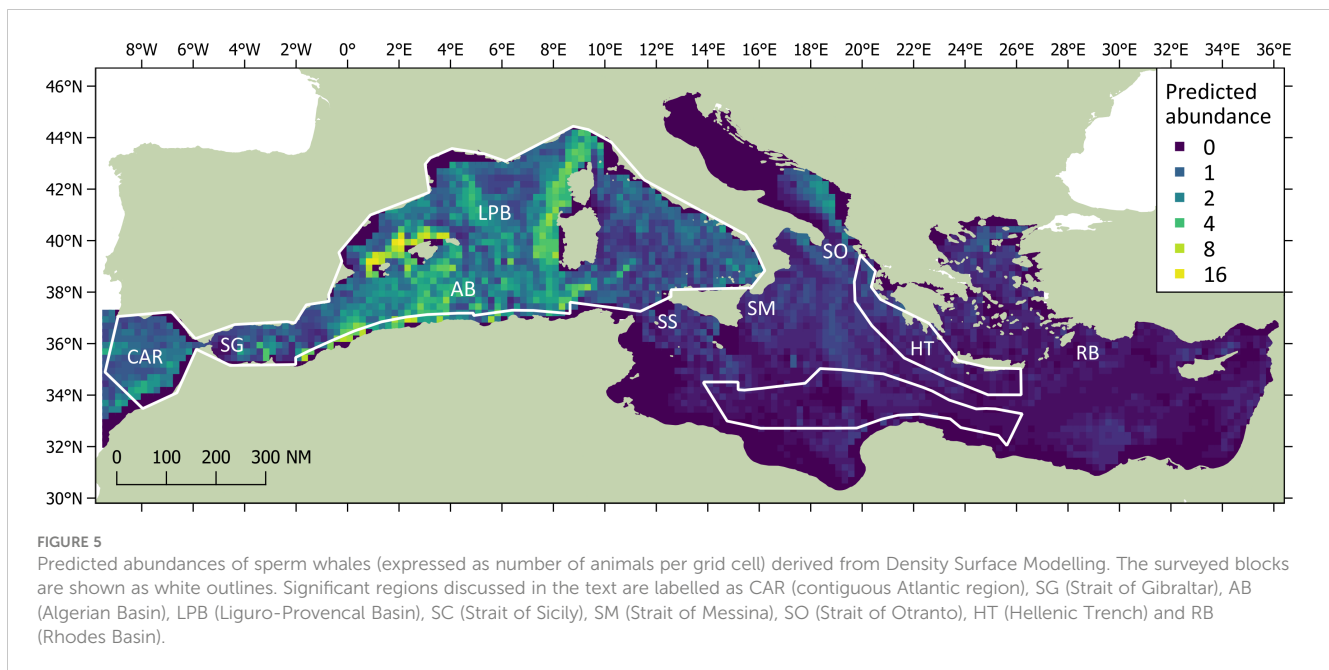 8°W 6°W 4°W 2°W 0° 2°E 4°E 6°E 8°E 10°E 12°E 14°E 16°E 18°E 20°E 22°E 24°E 26°E 28°E 30°E 32°E 34°E 36°E
46°N
44°N
42°N
40°N
38°N
36°N
34°N
32°N
30°N
Predicted
abundance
0
1
2
4
8
16
LPB
SO
AB
SM
SS
SG
HT
RB
CAR
0 100 200 300 NM
FIGURE 5
Predicted abundances of sperm whales (expressed as number of animals per grid cell) derived from Density Surface Modelling. The surveyed blocks
are shown as white outlines. Significant regions discussed in the text are labelled as CAR (contiguous Atlantic region), SG (Strait of Gibraltar), AB
(Algerian Basin), LPB (Liguro-Provencal Basin), SC (Strait of Sicily), SM (Strait of Messina), SO (Strait of Otranto), HT (Hellenic Trench) and RB
(Rhodes Basin).